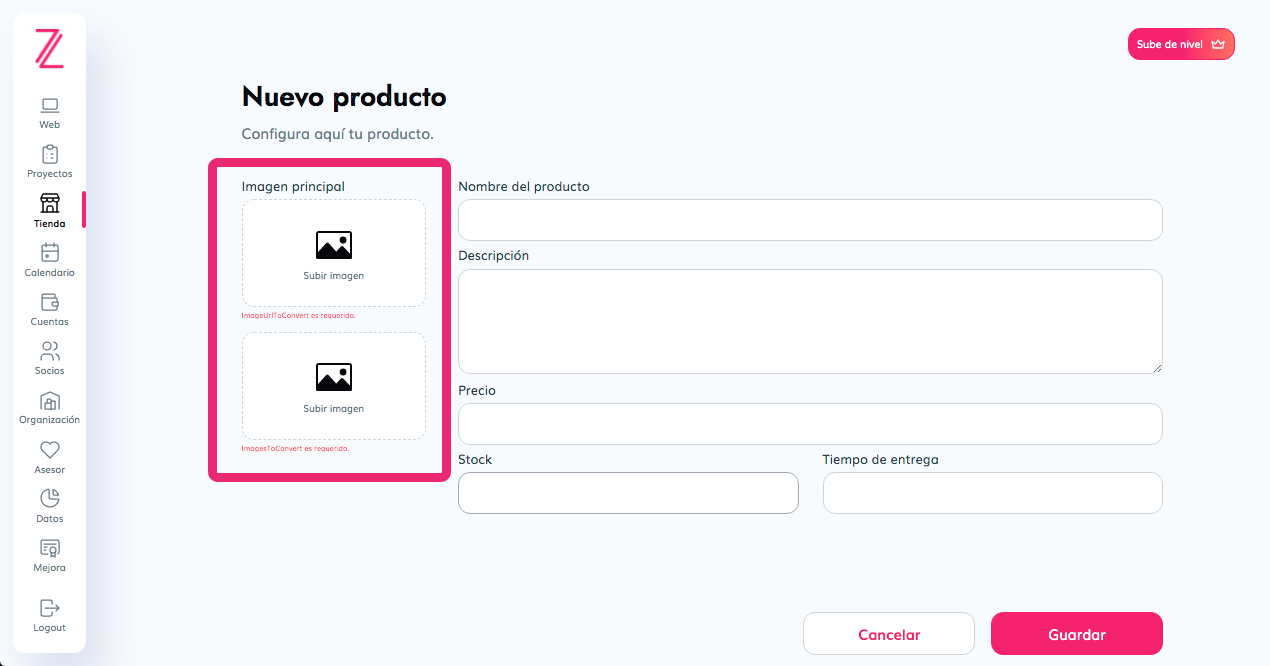 Z
Web
Proyectos
Tienda
Calendario
Cuentas
Socios
Organización
Asesor
Datos
Mejora
Logout
Sube de nivel
Nuevo producto
Configura aquí tu producto.
Imagen principal
Subir imagen
ImageUrlToConvert es requerido.
Subir imagen
ImagesToConvert es requerido.
Nombre del producto
Descripción
Precio
Stock
Tiempo de entrega
Cancelar
Guardar